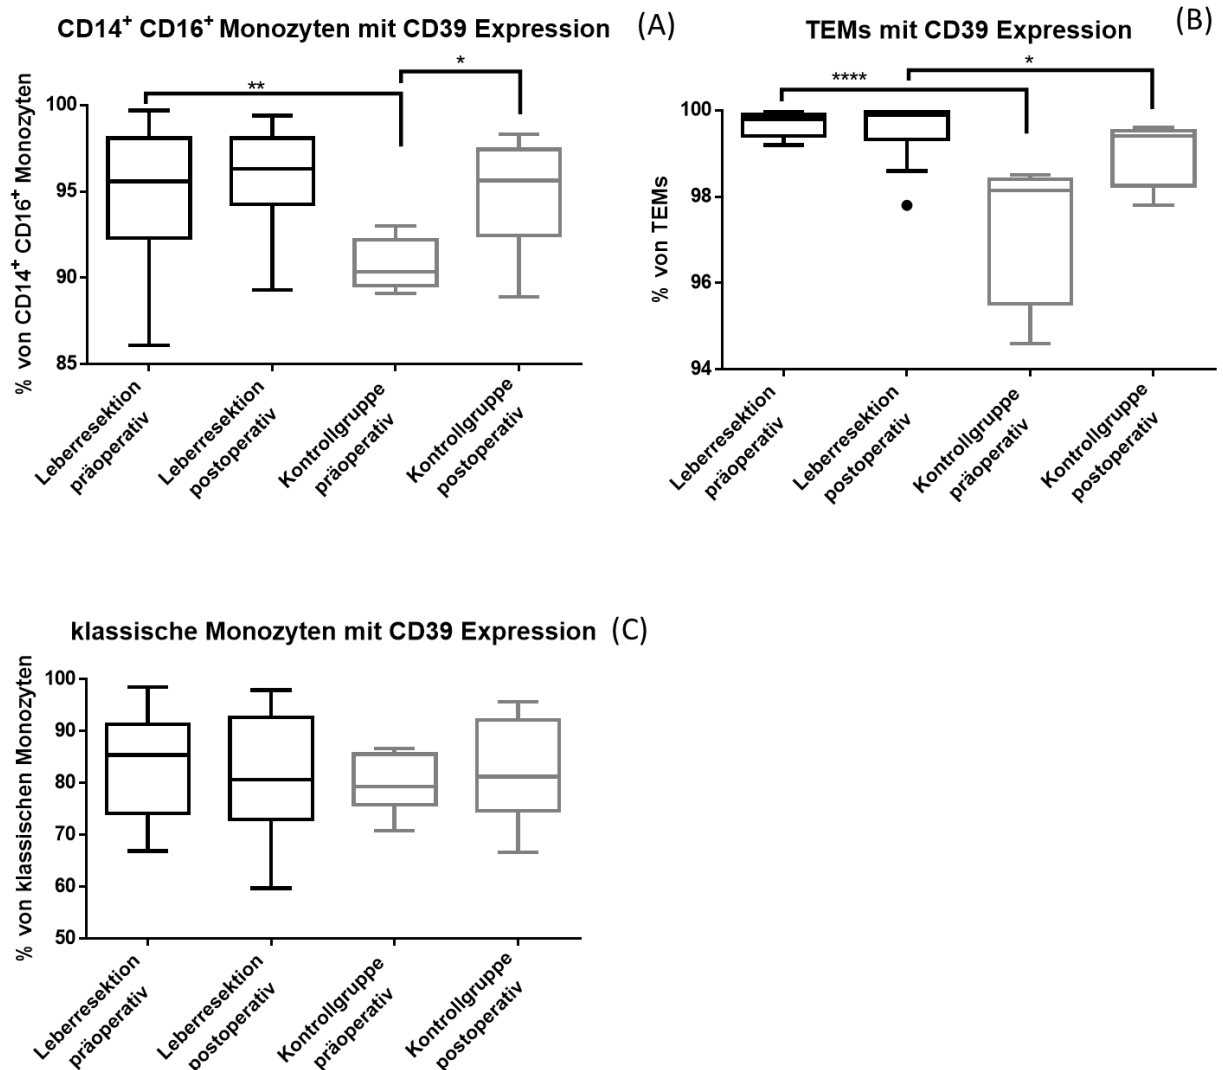 CD14⁺ CD16⁺ Monozyten mit CD39 Expression (A)
% von CD14⁺ CD16⁺ Monozyten
100
95
90
85
**
*
Leberresektion
präoperativ
Leberresektion
postoperativ
Kontrollgruppe
präoperativ
Kontrollgruppe
postoperativ
TEMs mit CD39 Expression (B)
% von TEMs
100
98
96
94
****
*
Leberresektion
präoperativ
Leberresektion
postoperativ
Kontrollgruppe
präoperativ
Kontrollgruppe
postoperativ
klassische Monozyten mit CD39 Expression (C)
% von klassischen Monozyten
100
90
80
70
60
50
Leberresektion
präoperativ
Leberresektion
postoperativ
Kontrollgruppe
präoperativ
Kontrollgruppe
postoperativ